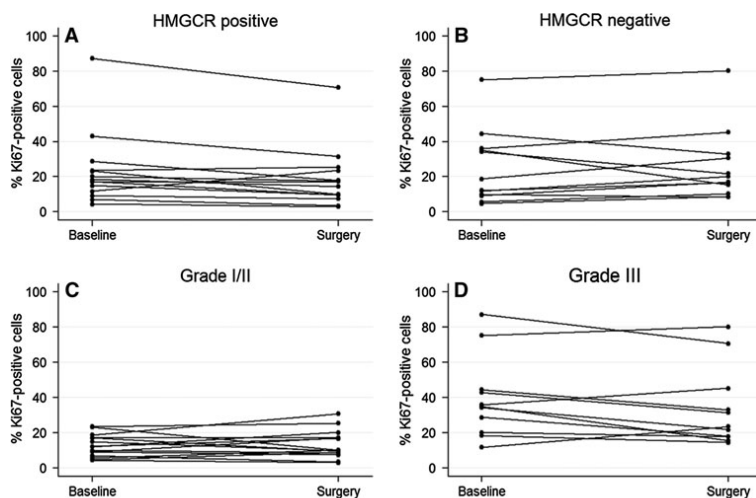 A HMGCR positive
% Ki67-positive cells
100
80
60
40
20
0
Baseline Surgery
B HMGCR negative
% Ki67-positive cells
100
80
60
40
20
0
Baseline Surgery
C Grade I/II
% Ki67-positive cells
100
80
60
40
20
0
Baseline Surgery
D Grade III
% Ki67-positive cells
100
80
60
40
20
0
Baseline Surgery